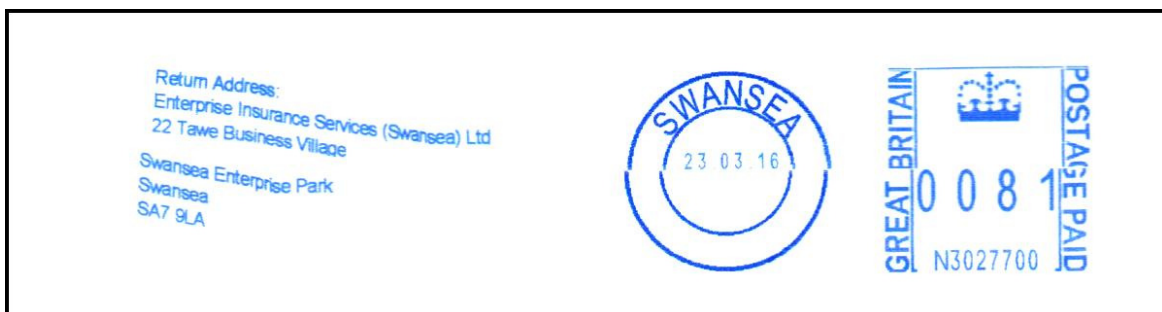 Return Address:
Enterprise Insurance Services (Swansea) Ltd
22 Tawe Business Village
Swansea Enterprise Park
Swansea
SA7 9LA
SWANSEA
23 03.16
GREAT BRITAIN
0081
N3027700
POSTAGE PAID